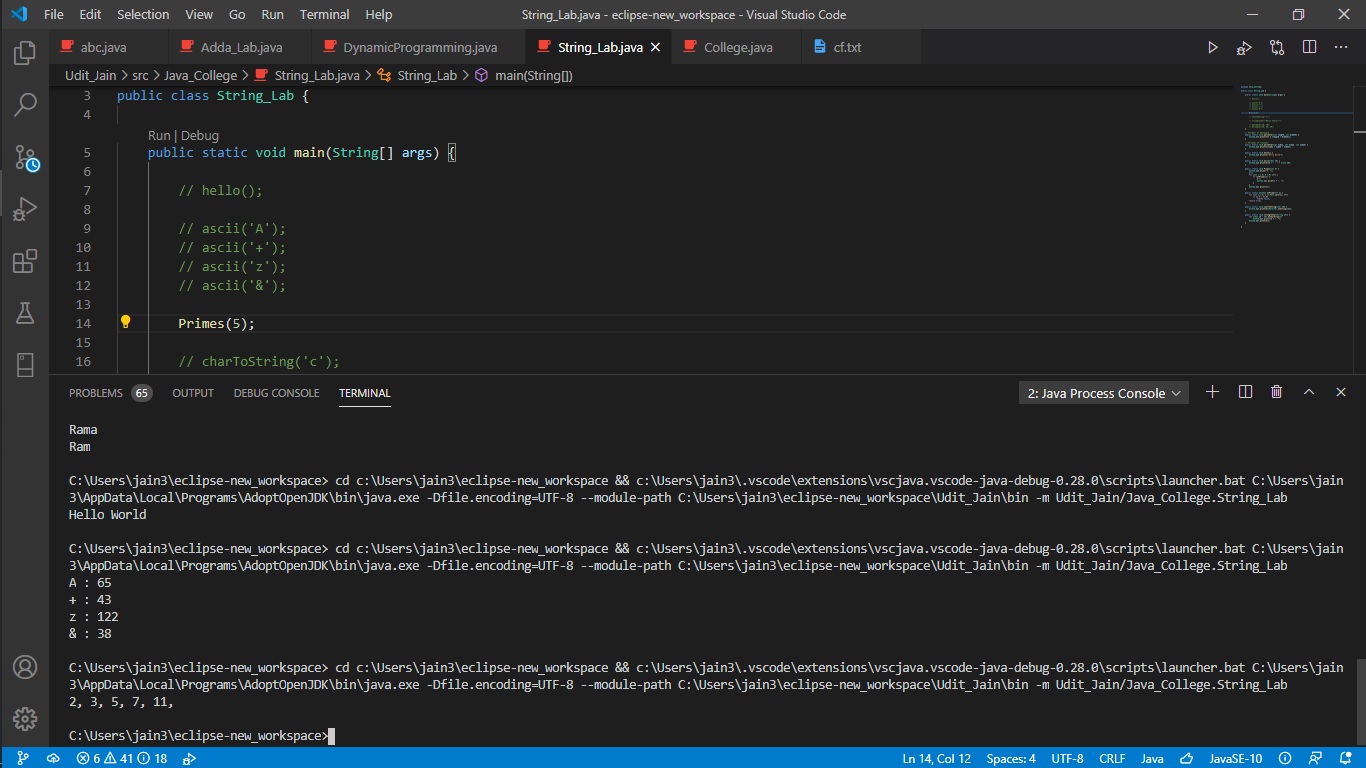 File Edit Selection View Go Run Terminal Help String_Lab.java - eclipse-new_workspace - Visual Studio Code
abc.java Adda_Lab.java DynamicProgramming.java String_Lab.java College.java cf.txt
Udit_Jain > src > Java_College > String_Lab.java > String_Lab > main(String[])
3 public class String_Lab {
4
Run | Debug
5 public static void main(String[] args) {
6
7 // hello();
8
9 // ascii('A');
10 // ascii('+');
11 // ascii('z');
12 // ascii('&');
13
14 Primes(5);
15
16 // charToString('c');
PROBLEMS 65 OUTPUT DEBUG CONSOLE TERMINAL 2: Java Process Console
Rama
Ram
C:\Users\jain3\eclipse-new_workspace> cd c:\Users\jain3\eclipse-new_workspace && c:\Users\jain3\.vscode\extensions\vscjava.vscode-java-debug-0.28.0\scripts\launcher.bat C:\Users\jain
3\AppData\Local\Programs\AdoptOpenJDK\bin\java.exe -Dfile.encoding=UTF-8 --module-path C:\Users\jain3\eclipse-new_workspace\Udit_Jain\bin -m Udit_Jain/Java_College.String_Lab
Hello World
C:\Users\jain3\eclipse-new_workspace> cd c:\Users\jain3\eclipse-new_workspace && c:\Users\jain3\.vscode\extensions\vscjava.vscode-java-debug-0.28.0\scripts\launcher.bat C:\Users\jain
3\AppData\Local\Programs\AdoptOpenJDK\bin\java.exe -Dfile.encoding=UTF-8 --module-path C:\Users\jain3\eclipse-new_workspace\Udit_Jain\bin -m Udit_Jain/Java_College.String_Lab
A : 65
+ : 43
z : 122
& : 38
C:\Users\jain3\eclipse-new_workspace> cd c:\Users\jain3\eclipse-new_workspace && c:\Users\jain3\.vscode\extensions\vscjava.vscode-java-debug-0.28.0\scripts\launcher.bat C:\Users\jain
3\AppData\Local\Programs\AdoptOpenJDK\bin\java.exe -Dfile.encoding=UTF-8 --module-path C:\Users\jain3\eclipse-new_workspace\Udit_Jain\bin -m Udit_Jain/Java_College.String_Lab
2, 3, 5, 7, 11,
C:\Users\jain3\eclipse-new_workspace>
6 41 18 Ln 14, Col 12 Spaces: 4 UTF-8 CRLF Java JavaSE-10